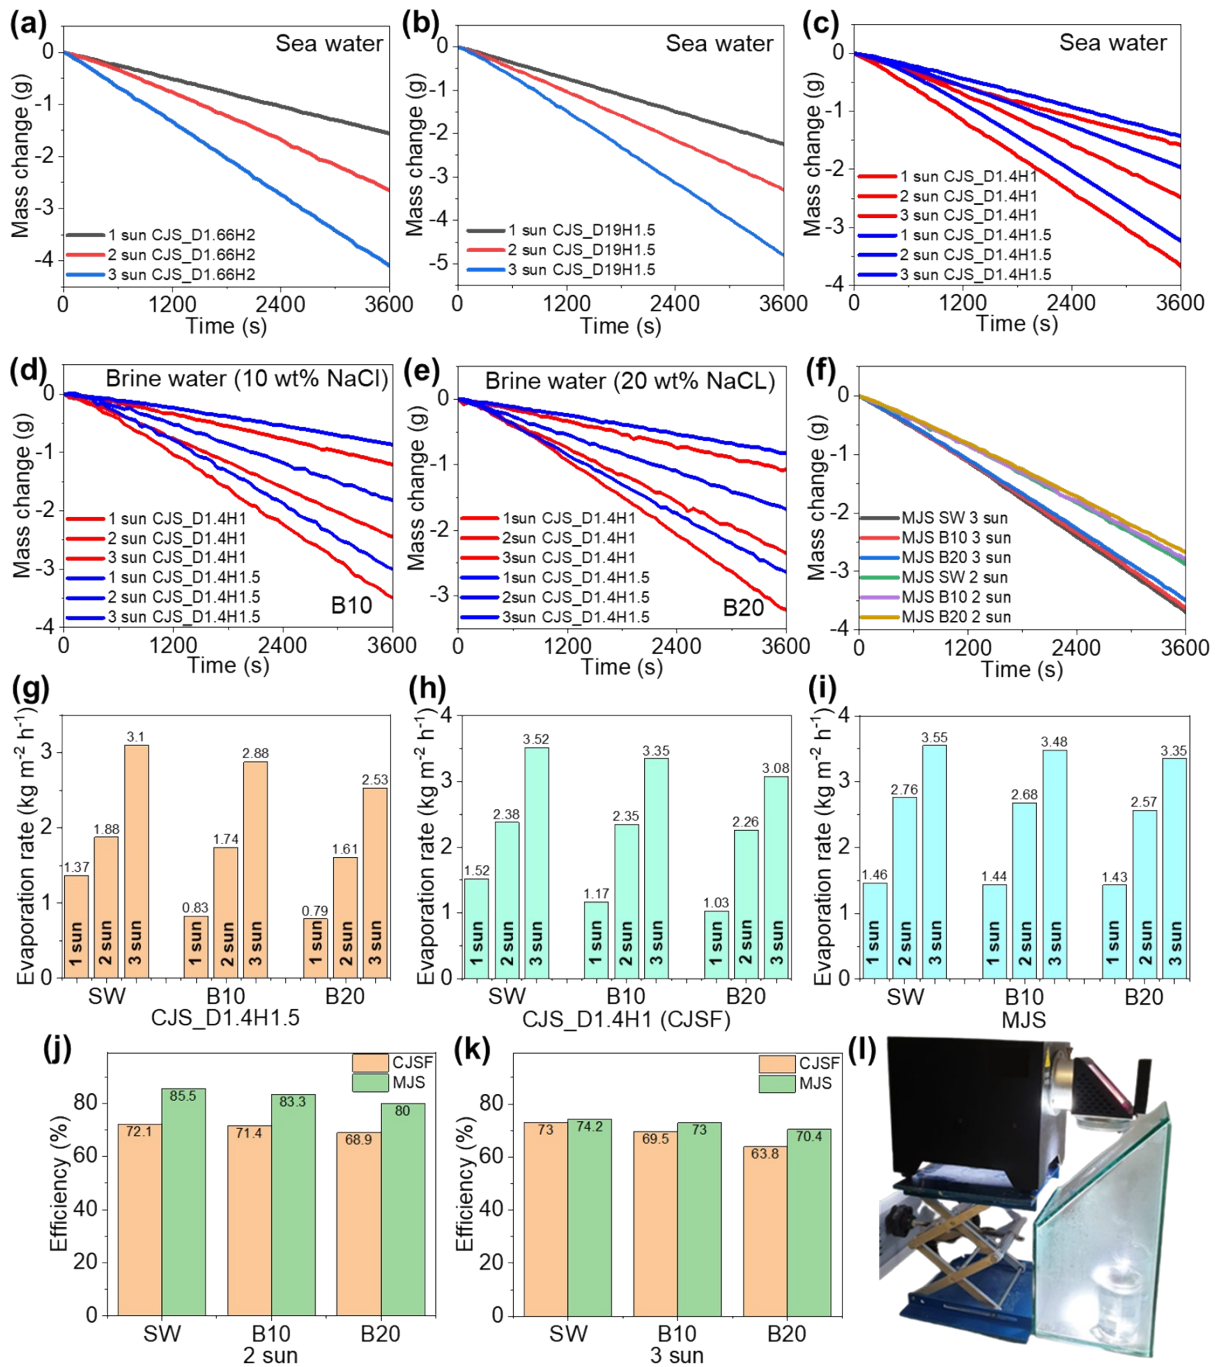 (a)
Sea water
Mass change (g)
0
-1
-2
-3
-4
1 sun CJS_D1.66H2
2 sun CJS_D1.66H2
3 sun CJS_D1.66H2
0 1200 2400 3600
Time (s)
(b)
Sea water
Mass change (g)
0
-1
-2
-3
-4
-5
1 sun CJS_D19H1.5
2 sun CJS_D19H1.5
3 sun CJS_D19H1.5
0 1200 2400 3600
Time (s)
(c)
Sea water
Mass change (g)
0
-1
-2
-3
-4
1 sun CJS_D1.4H1
2 sun CJS_D1.4H1
3 sun CJS_D1.4H1
1 sun CJS_D1.4H1.5
2 sun CJS_D1.4H1.5
3 sun CJS_D1.4H1.5
0 1200 2400 3600
Time (s)
(d)
Brine water (10 wt% NaCl)
Mass change (g)
0
-1
-2
-3
-4
1 sun CJS_D1.4H1
2 sun CJS_D1.4H1
3 sun CJS_D1.4H1
1 sun CJS_D1.4H1.5
2 sun CJS_D1.4H1.5
3 sun CJS_D1.4H1.5
B10
0 1200 2400 3600
Time (s)
(e)
Brine water (20 wt% NaCL)
Mass change (g)
0
-1
-2
-3
1sun CJS_D1.4H1
2sun CJS_D1.4H1
3sun CJS_D1.4H1
1sun CJS_D1.4H1.5
2sun CJS_D1.4H1.5
3sun CJS_D1.4H1.5
B20
0 1200 2400 3600
Time (s)
(f)
Mass change (g)
0
-1
-2
-3
-4
MJS SW 3 sun
MJS B10 3 sun
MJS B20 3 sun
MJS SW 2 sun
MJS B10 2 sun
MJS B20 2 sun
0 1200 2400 3600
Time (s)
(g)
Evaporation rate (kg m⁻² h⁻¹)
3
2
1
0
1.37 1.88 3.1
0.83 1.74 2.88
0.79 1.61 2.53
1 sun 2 sun 3 sun
1 sun 2 sun 3 sun
1 sun 2 sun 3 sun
SW B10 B20
CJS_D1.4H1.5
(h)
Evaporation rate (kg m⁻² h⁻¹)
4
3
2
1
0
1.52 2.38 3.52
1.17 2.35 3.35
1.03 2.26 3.08
1 sun 2 sun 3 sun
1 sun 2 sun 3 sun
1 sun 2 sun 3 sun
SW B10 B20
CJS_D1.4H1 (CJSF)
(i)
Evaporation rate (kg m⁻² h⁻¹)
4
3
2
1
0
1.46 2.76 3.55
1.44 2.68 3.48
1.43 2.57 3.35
1 sun 2 sun 3 sun
1 sun 2 sun 3 sun
1 sun 2 sun 3 sun
SW B10 B20
MJS
(j)
CJSF
MJS
Efficiency (%)
80
60
40
20
0
72.1 85.5
71.4 83.3
68.9 80
SW B10 B20
2 sun
(k)
CJSF
MJS
Efficiency (%)
80
60
40
20
0
73 74.2
69.5 73
63.8 70.4
SW B10 B20
3 sun
(l)